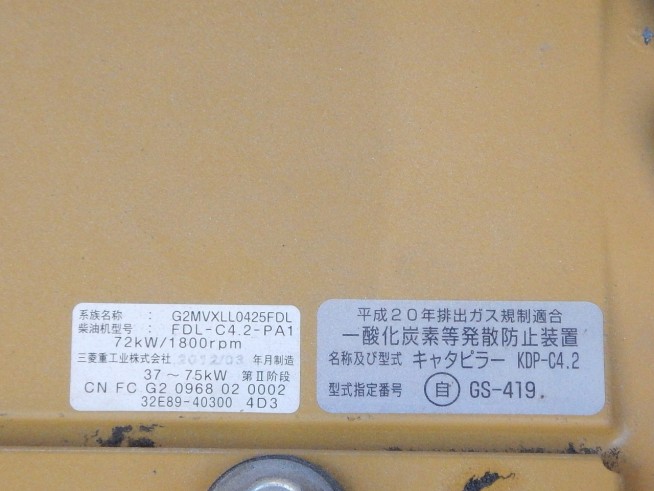 系族名称 : G2MVXLL0425FDL
柴油机型号: FDL-C4.2-PA1
72kW/1800rpm
三菱重工业株式会社 2012/03 年月制造
37～75kW 第Ⅱ阶段
CN FC G2 0968 02 0002
32E89-40300 4D3
平成20年排出ガス規制適合
一酸化炭素等発散防止装置
名称及び型式 キャタピラー KDP-C4.2
型式指定番号 自 GS-419